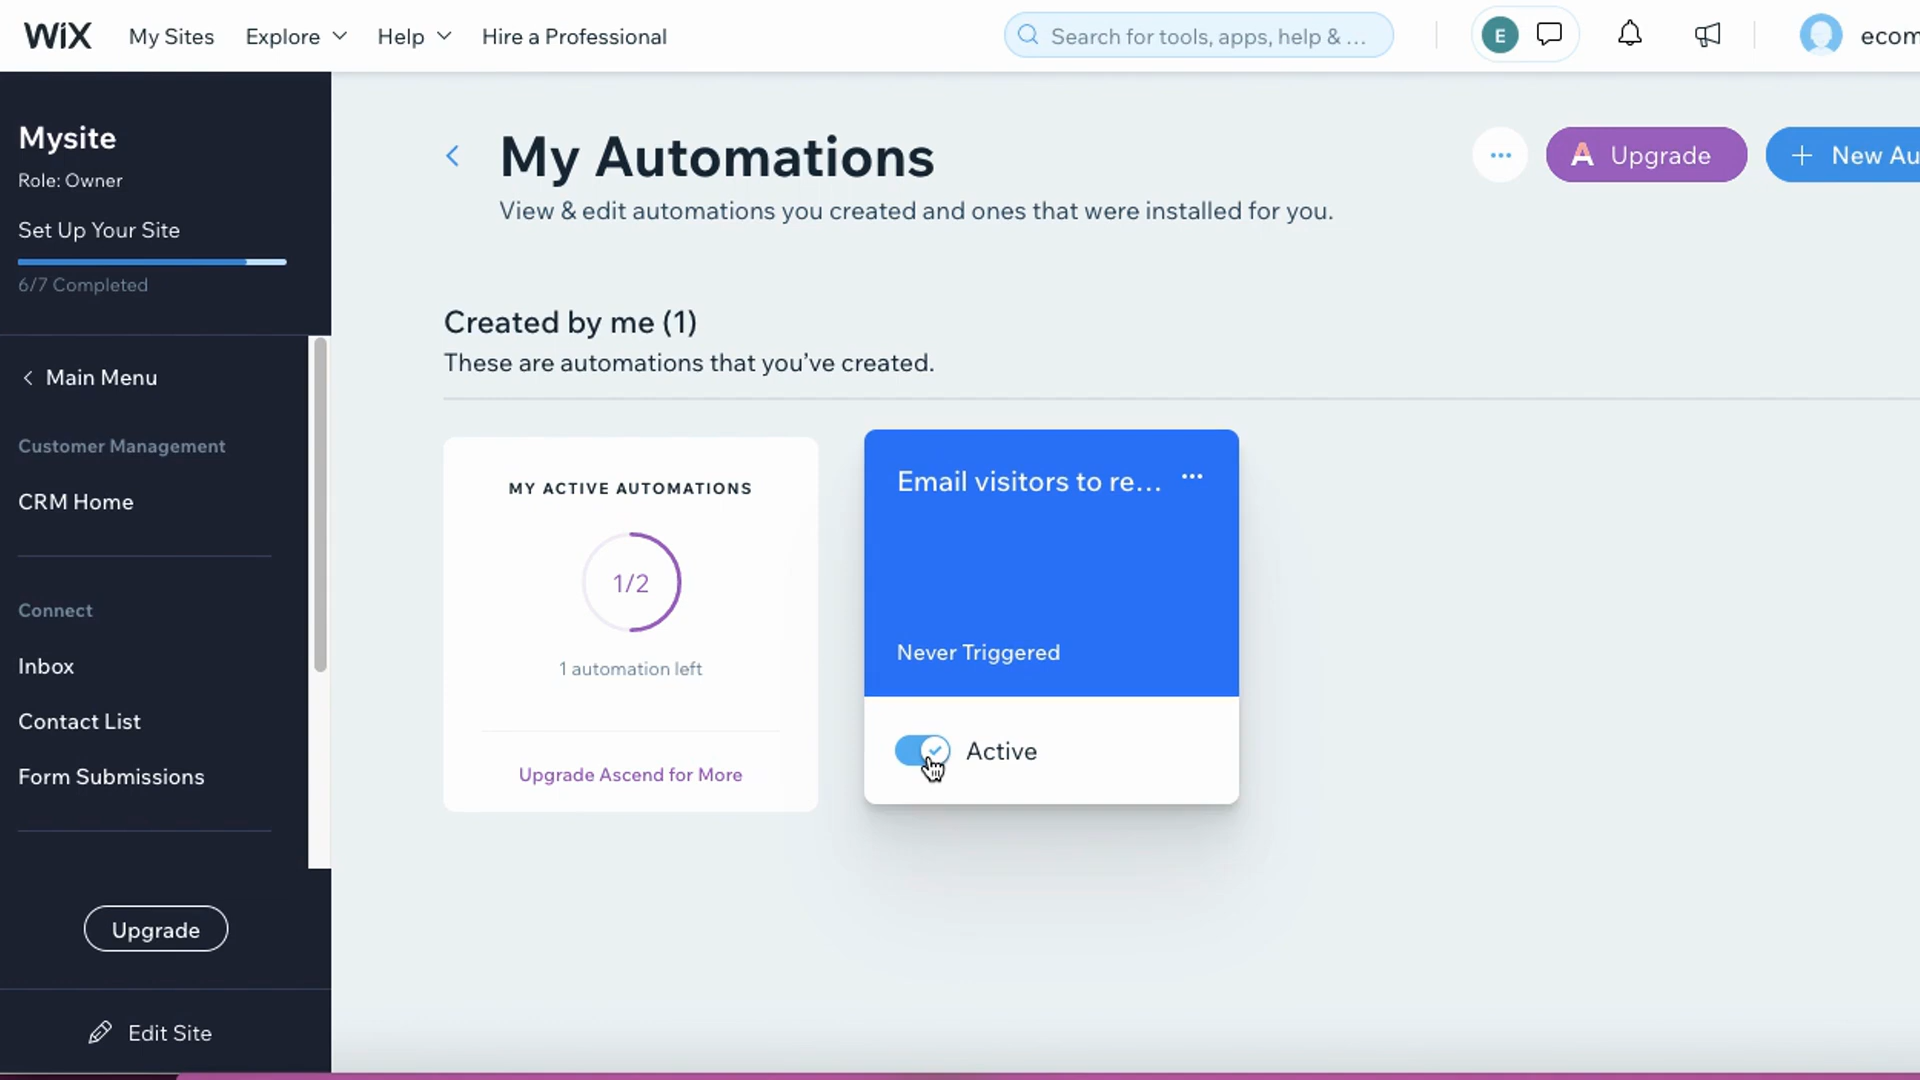 WiX My Sites Explore Help Hire a Professional Search for tools, apps, help & ... E ecom
Mysite
Role: Owner
Set Up Your Site
6/7 Completed
Main Menu
Customer Management
CRM Home
Connect
Inbox
Contact List
Form Submissions
Upgrade
Edit Site
My Automations
View & edit automations you created and ones that were installed for you.
... A Upgrade + New Au
Created by me (1)
These are automations that you've created.
MY ACTIVE AUTOMATIONS
1/2
1 automation left
Upgrade Ascend for More
Email visitors to re... ...
Never Triggered
Active